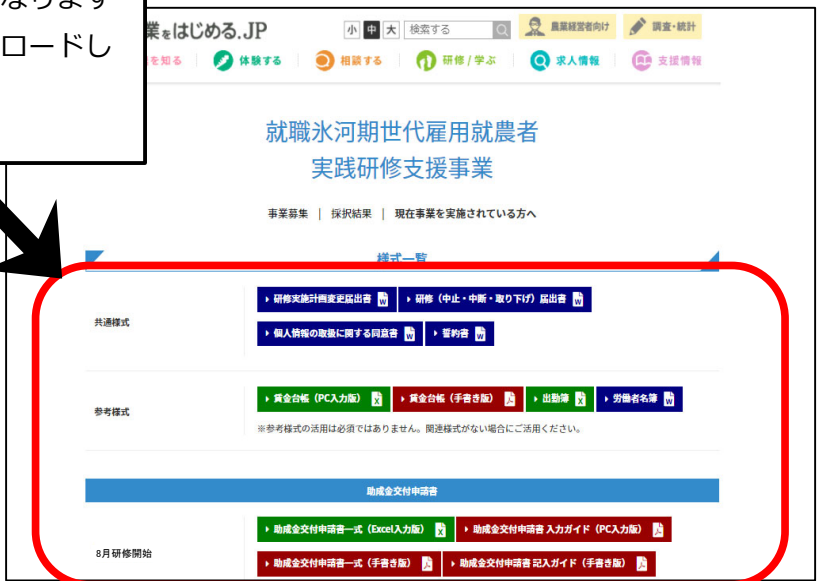 なります
ロードし
業をはじめる.JP
小 中 大 検索する 農業経営者向け 調査・統計
を知る 体験する 相談する 研修/学ぶ 求人情報 支援情報
就職氷河期世代雇用就農者
実践研修支援事業
事業募集 | 採択結果 | 現在事業を実施されている方へ
様式一覧
共通様式
研修実施計画変更届出書 研修(中止・中断・取り下げ)届出書
個人情報の取扱に関する同意書 誓約書
参考様式
賃金台帳(PC入力版) 賃金台帳(手書き版) 出勤簿 労働者名簿
※参考様式の活用は必須ではありません。関連様式がない場合にご活用ください。
助成金交付申請書
8月研修開始
助成金交付申請書一式(Excel入力版) 助成金交付申請書 入力ガイド(PC入力版)
助成金交付申請書一式(手書き版) 助成金交付申請書 記入ガイド(手書き版)